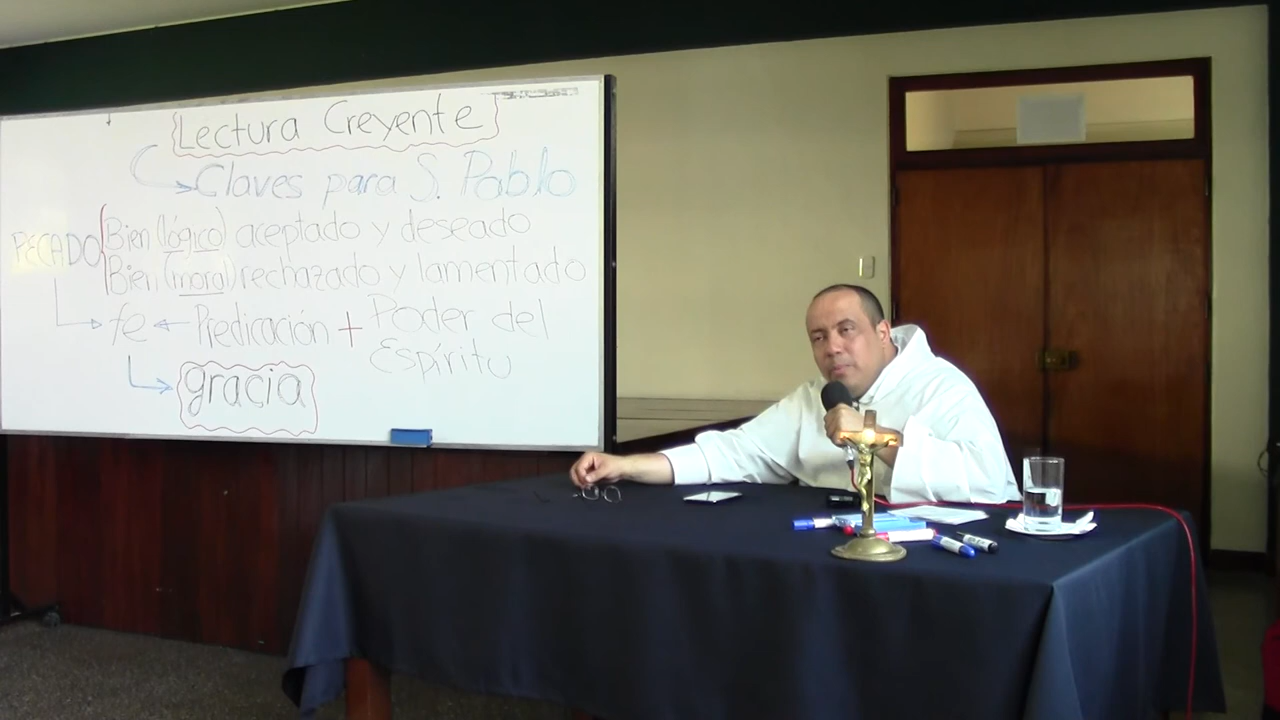 Lectura Creyente
Claves para S. Pablo
PECADO Bien (lógico) aceptado y deseado
Bien (moral) rechazado y lamentado
fe Predicación + Poder del
Espíritu
gracia